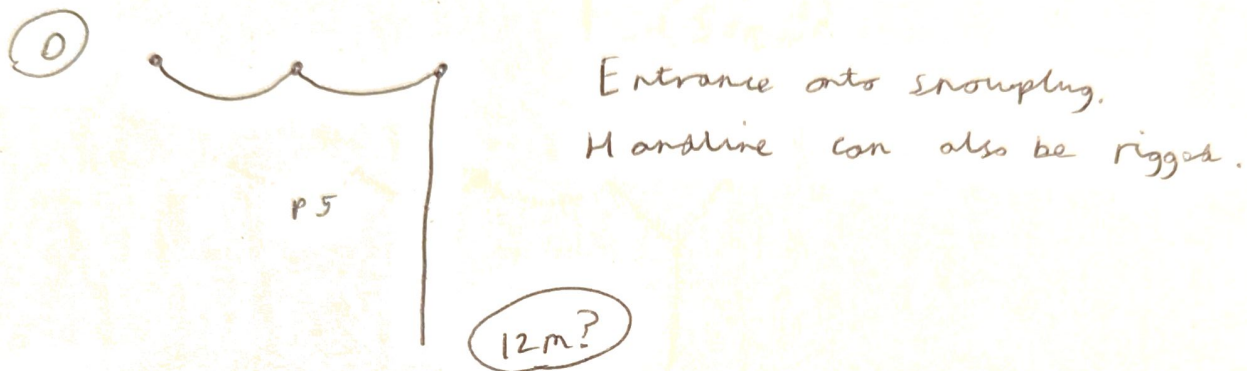 0
Entrance onto snowplug.
Handline can also be rigged.
P5
12m?